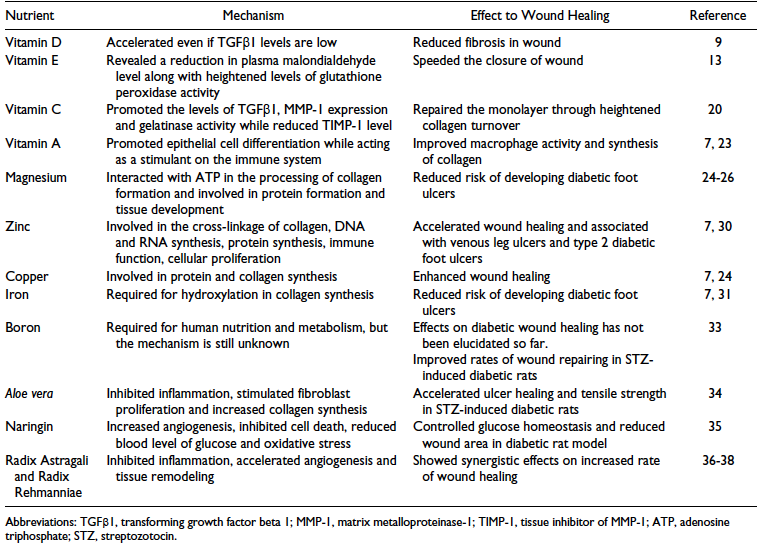 Nutrient Mechanism Effect to Wound Healing Reference
Vitamin D Accelerated even if TGFβ1 levels are low Reduced fibrosis in wound 9
Vitamin E Revealed a reduction in plasma malondialdehyde Speeded the closure of wound 13
level along with heightened levels of glutathione
peroxidase activity
Vitamin C Promoted the levels of TGFβ1, MMP-1 expression Repaired the monolayer through heightened 20
and gelatinase activity while reduced TIMP-1 level collagen turnover
Vitamin A Promoted epithelial cell differentiation while acting Improved macrophage activity and synthesis 7, 23
as a stimulant on the immune system of collagen
Magnesium Interacted with ATP in the processing of collagen Reduced risk of developing diabetic foot 24-26
formation and involved in protein formation and ulcers
tissue development
Zinc Involved in the cross-linkage of collagen, DNA Accelerated wound healing and associated 7, 30
and RNA synthesis, protein synthesis, immune with venous leg ulcers and type 2 diabetic
function, cellular proliferation foot ulcers
Copper Involved in protein and collagen synthesis Enhanced wound healing 7, 24
Iron Required for hydroxylation in collagen synthesis Reduced risk of developing diabetic foot 7, 31
ulcers
Boron Required for human nutrition and metabolism, but Effects on diabetic wound healing has not 33
the mechanism is still unknown been elucidated so far.
Improved rates of wound repairing in STZ-
induced diabetic rats
Aloe vera Inhibited inflammation, stimulated fibroblast Accelerated ulcer healing and tensile strength 34
proliferation and increased collagen synthesis in STZ-induced diabetic rats
Naringin Increased angiogenesis, inhibited cell death, reduced Controlled glucose homeostasis and reduced 35
blood level of glucose and oxidative stress wound area in diabetic rat model
Radix Astragali Inhibited inflammation, accelerated angiogenesis and Showed synergistic effects on increased rate 36-38
and Radix tissue remodeling of wound healing
Rehmanniae
Abbreviations: TGFβ1, transforming growth factor beta 1; MMP-1, matrix metalloproteinase-1; TIMP-1, tissue inhibitor of MMP-1; ATP, adenosine
triphosphate; STZ, streptozotocin.